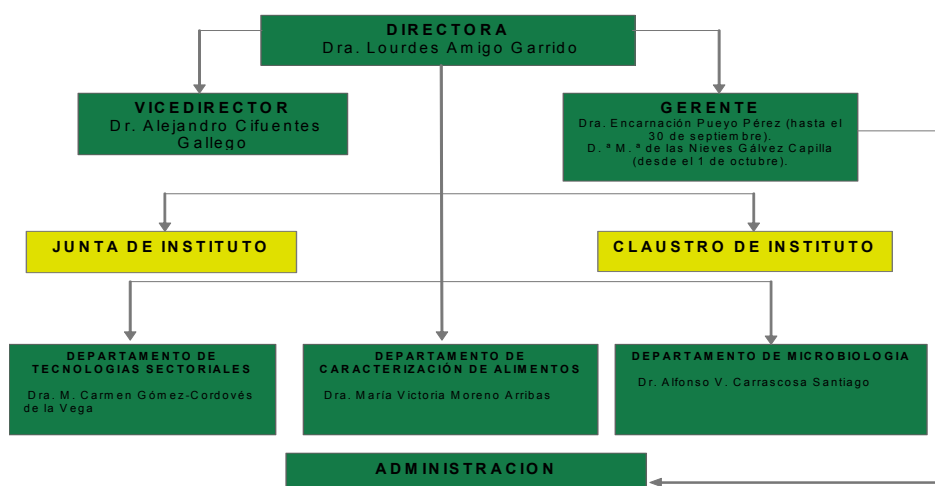 DIRECTORA
Dra. Lourdes Amigo Garrido
VICEDIRECTOR
Dr. Alejandro Cifuentes
Gallego
GERENTE
Dra. Encarnación Pueyo Pérez (hasta el
30 de septiembre).
D. ª M. ª de las Nieves Gálvez Capilla
(desde el 1 de octubre).
JUNTA DE INSTITUTO
CLAUSTRO DE INSTITUTO
DEPARTAMENTO DE
TECNOLOGIAS SECTORIALES
Dra. M. Carmen Gómez-Cordovés
de la Vega
DEPARTAMENTO DE
CARACTERIZACIÓN DE ALIMENTOS
Dra. María Victoria Moreno Arribas
DEPARTAMENTO DE MICROBIOLOGIA
Dr. Alfonso V. Carrascosa Santiago
ADMINISTRACION